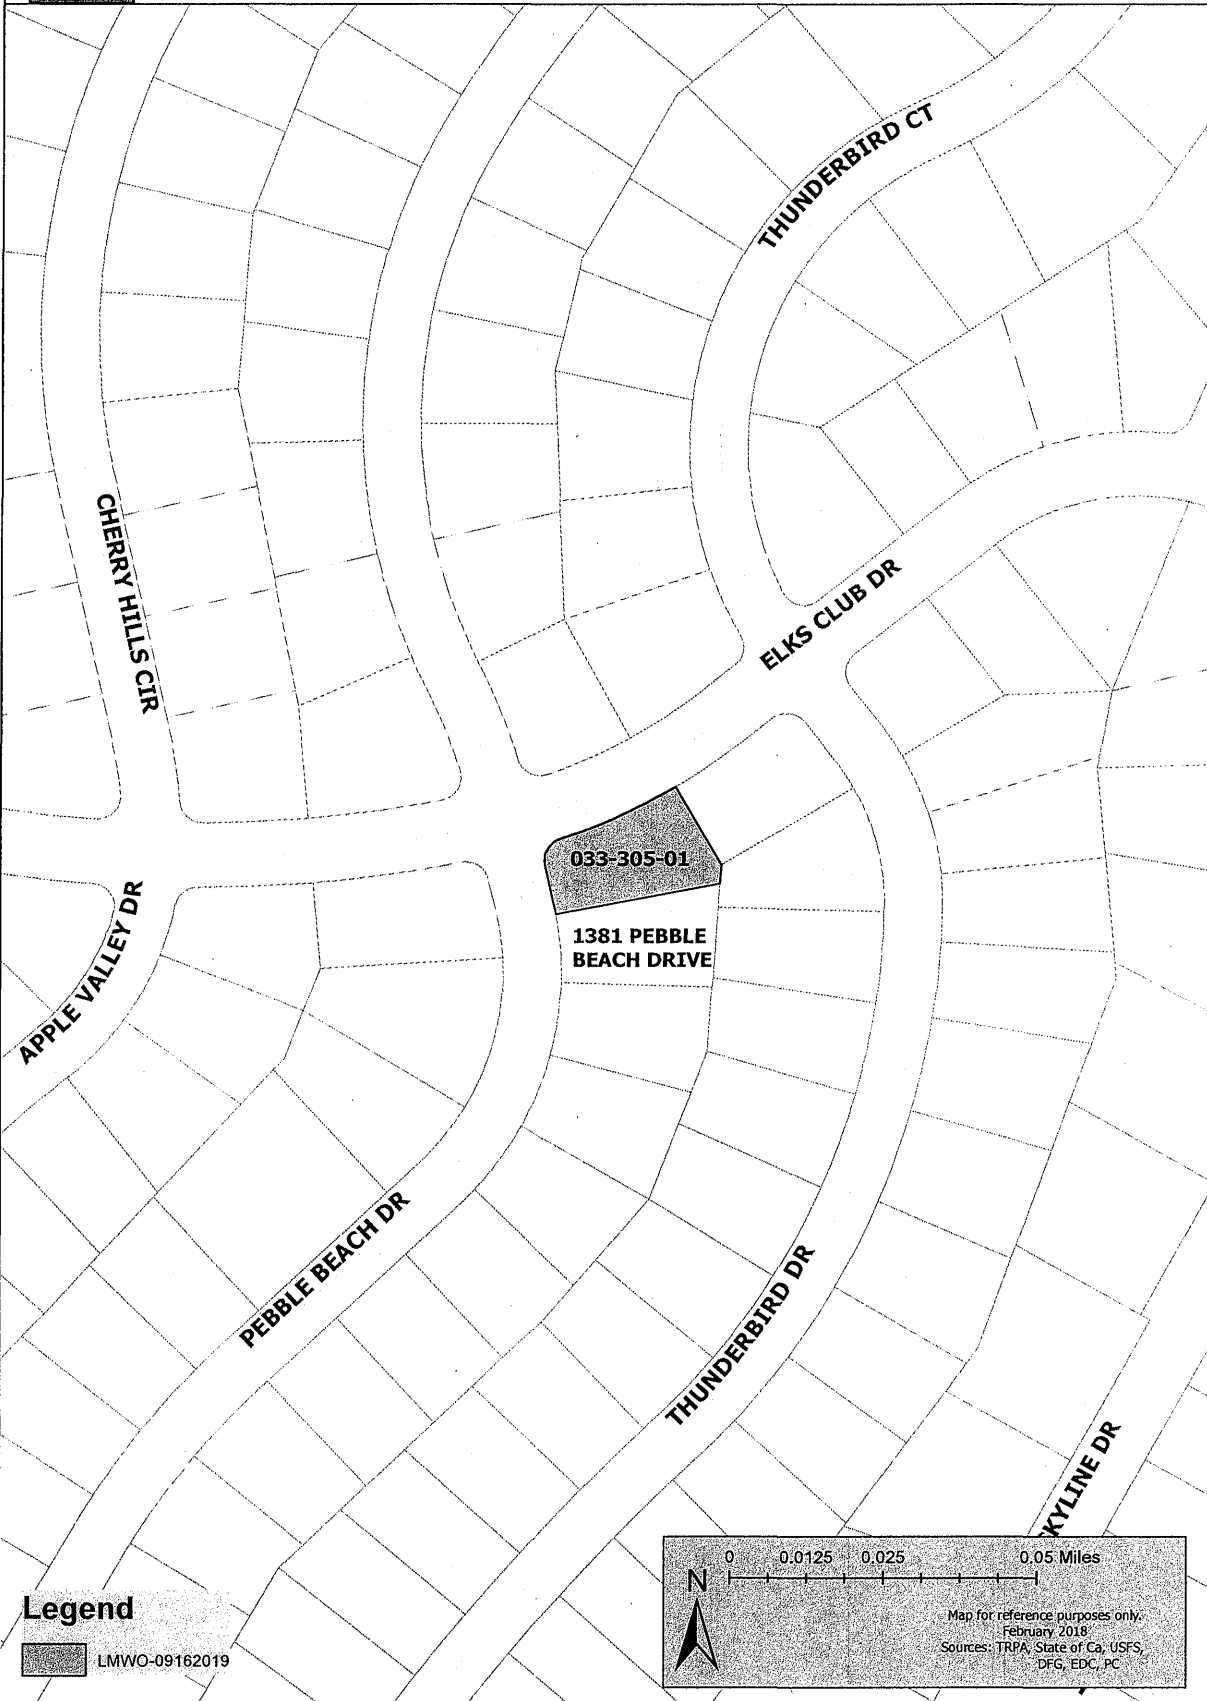 THUNDERBIRD CT
CHERRY HILLS CIR
ELKS CLUB DR
033-305-01
1381 PEBBLE
BEACH DRIVE
APPLE VALLEY DR
PEBBLE BEACH DR
THUNDERBIRD DR
KYLINE DR
0 0.0125 0.025 0.05 Miles
N
Map for reference purposes only.
February 2018
Sources: TRPA, State of Ca, USFS,
DFG, EDC, PC
Legend
LMWO-09162019